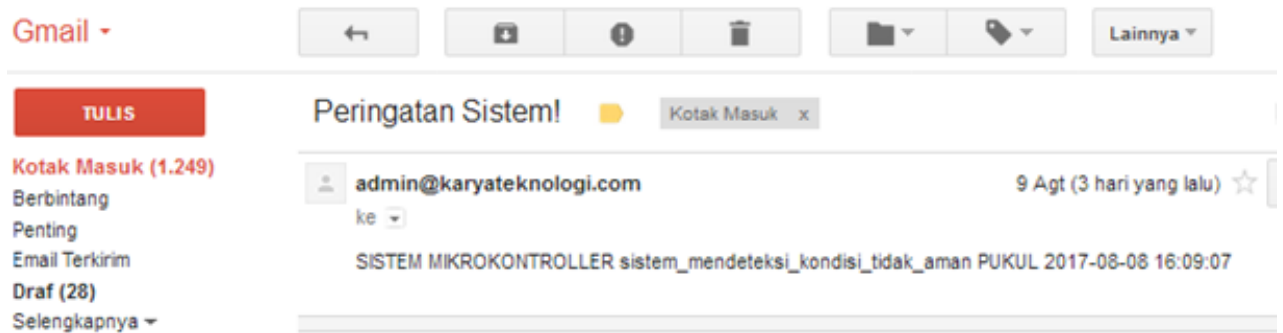 Gmail
Lainnya
TULIS
Peringatan Sistem!
Kotak Masuk x
Kotak Masuk (1.249)
Berbintang
Penting
Email Terkirim
Draf (28)
Selengkapnya
admin@karyateknologi.com
9 Agt (3 hari yang lalu)
ke
SISTEM MIKROKONTROLLER sistem_mendeteksi_kondisi_tidak_aman PUKUL 2017-08-08 16:09:07